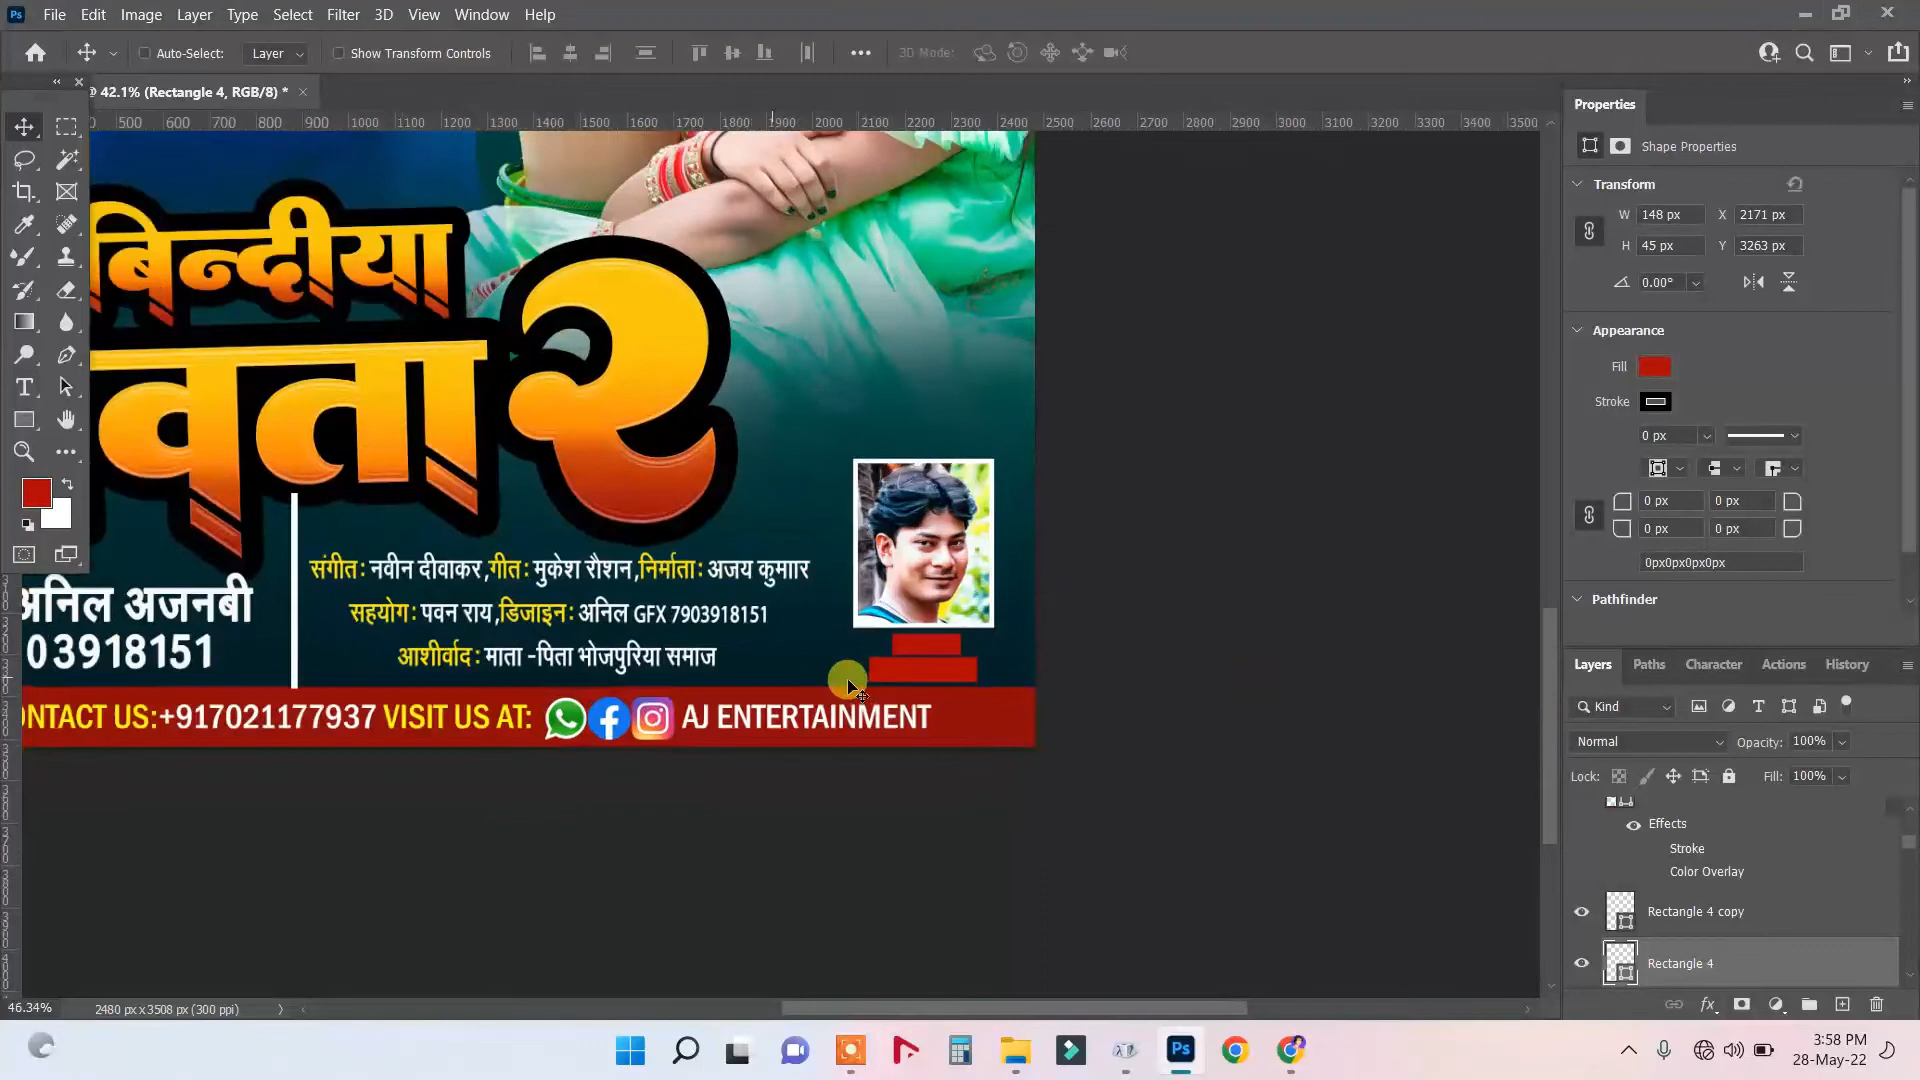 Ps File Edit Image Layer Type Select Filter 3D View Window Help
Auto-Select: Layer Show Transform Controls 3D Mode:
@ 42.1% (Rectangle 4, RGB/8) * ×
500 600 700 800 900 1000 1100 1200 1300 1400 1500 1600 1700 1800 1900 2000 2100 2200 2300 2400 2500 2600 2700 2800 2900 3000 3100 3200 3300 3400 3500
बिन्दीया
वता २
संगीत: नवीन दीवाकर,गीत: मुकेश रौशन,निर्माता: अजय कुमाार
सहयोग: पवन राय,डिजाइन: अनिल GFX 7903918151
आशीर्वाद: माता -पिता भोजपुरिया समाज
अनिल अजनबी
03918151
ONTACT US:+917021177937 VISIT US AT: AJ ENTERTAINMENT
46.34% 2480 px x 3508 px (300 ppi)
Properties
Shape Properties
Transform
W 148 px X 2171 px
H 45 px Y 3263 px
0.00°
Appearance
Fill
Stroke
0 px
0 px 0 px
0 px 0 px
0px0px0px0px
Pathfinder
Layers Paths Character Actions History
Kind
Normal Opacity: 100%
Lock: Fill: 100%
Effects
Stroke
Color Overlay
Rectangle 4 copy
Rectangle 4
Ps
3:58 PM
28-May-22